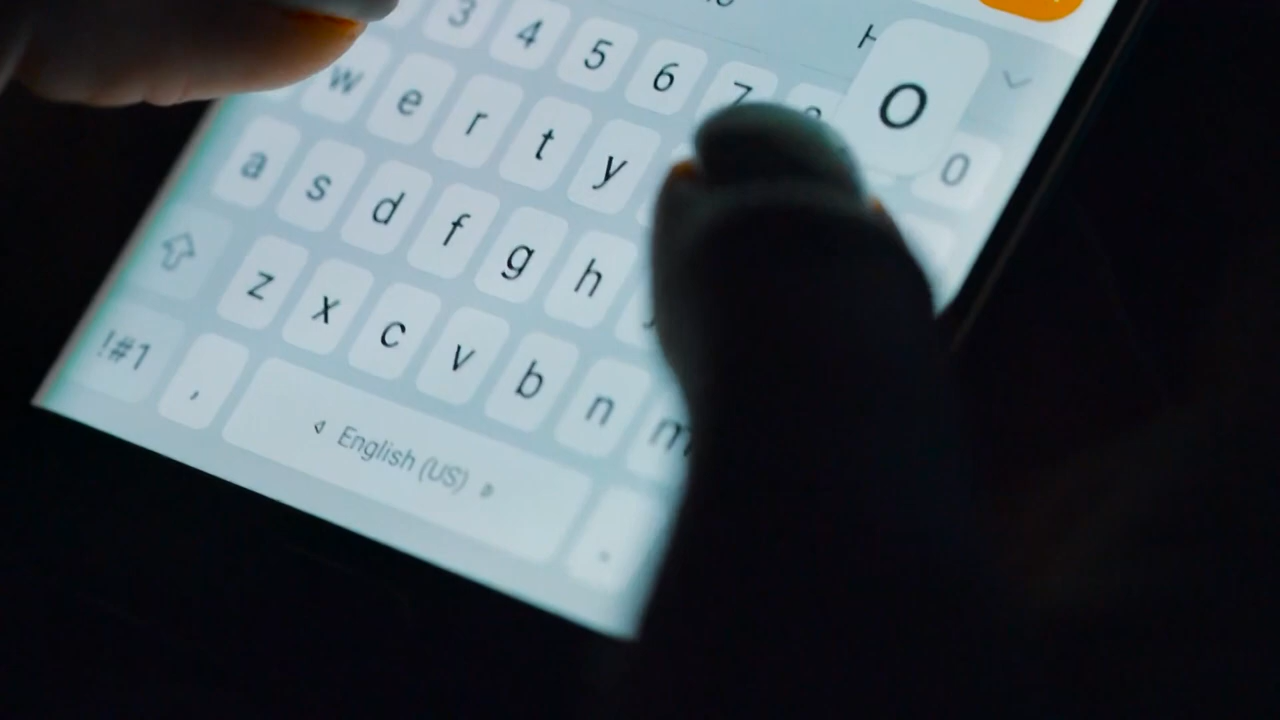 3 4 5 6 7 0
w e r t y o
a s d f g h
z x c v b n m
!#1 , English (US) .